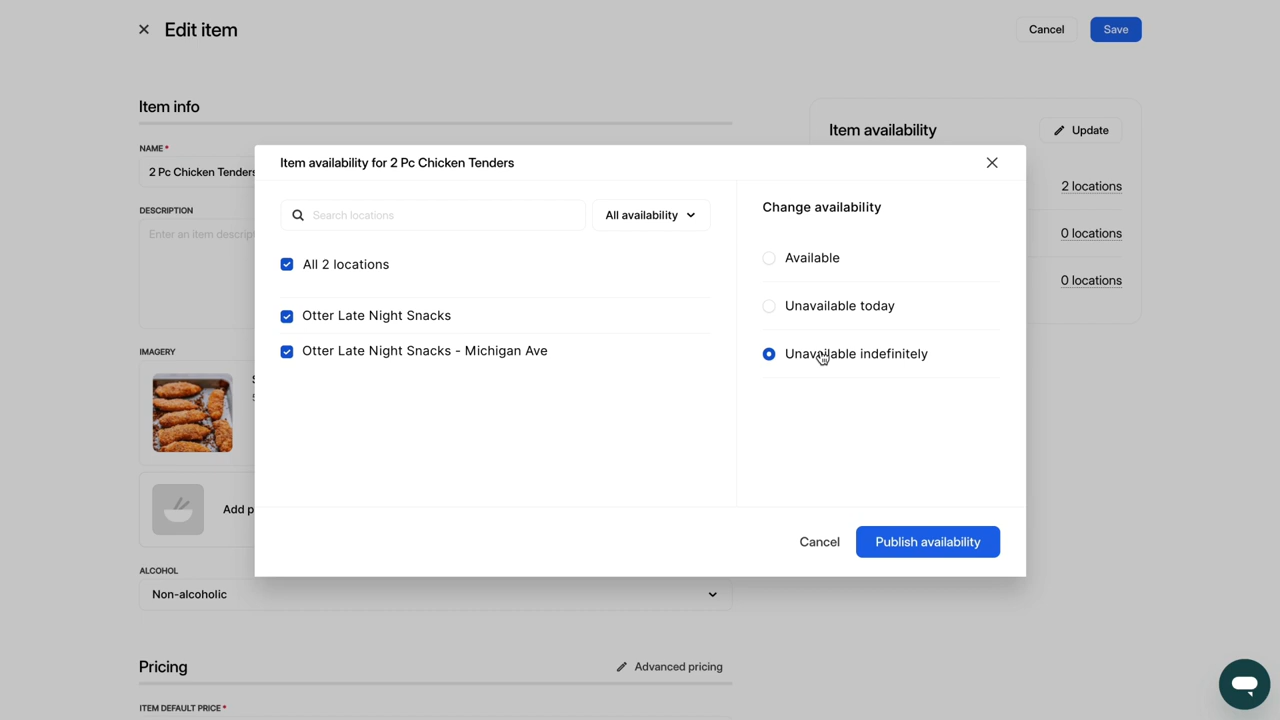 Edit item
Cancel
Save
Item info
NAME*
2 Pc Chicken Tenders
DESCRIPTION
Enter an item descrip
IMAGERY
Add p
ALCOHOL
Non-alcoholic
Pricing
Advanced pricing
ITEM DEFAULT PRICE*
Item availability
Update
2 locations
0 locations
0 locations
Item availability for 2 Pc Chicken Tenders
Search locations
All availability
All 2 locations
Otter Late Night Snacks
Otter Late Night Snacks - Michigan Ave
Change availability
Available
Unavailable today
Unavailable indefinitely
Cancel
Publish availability